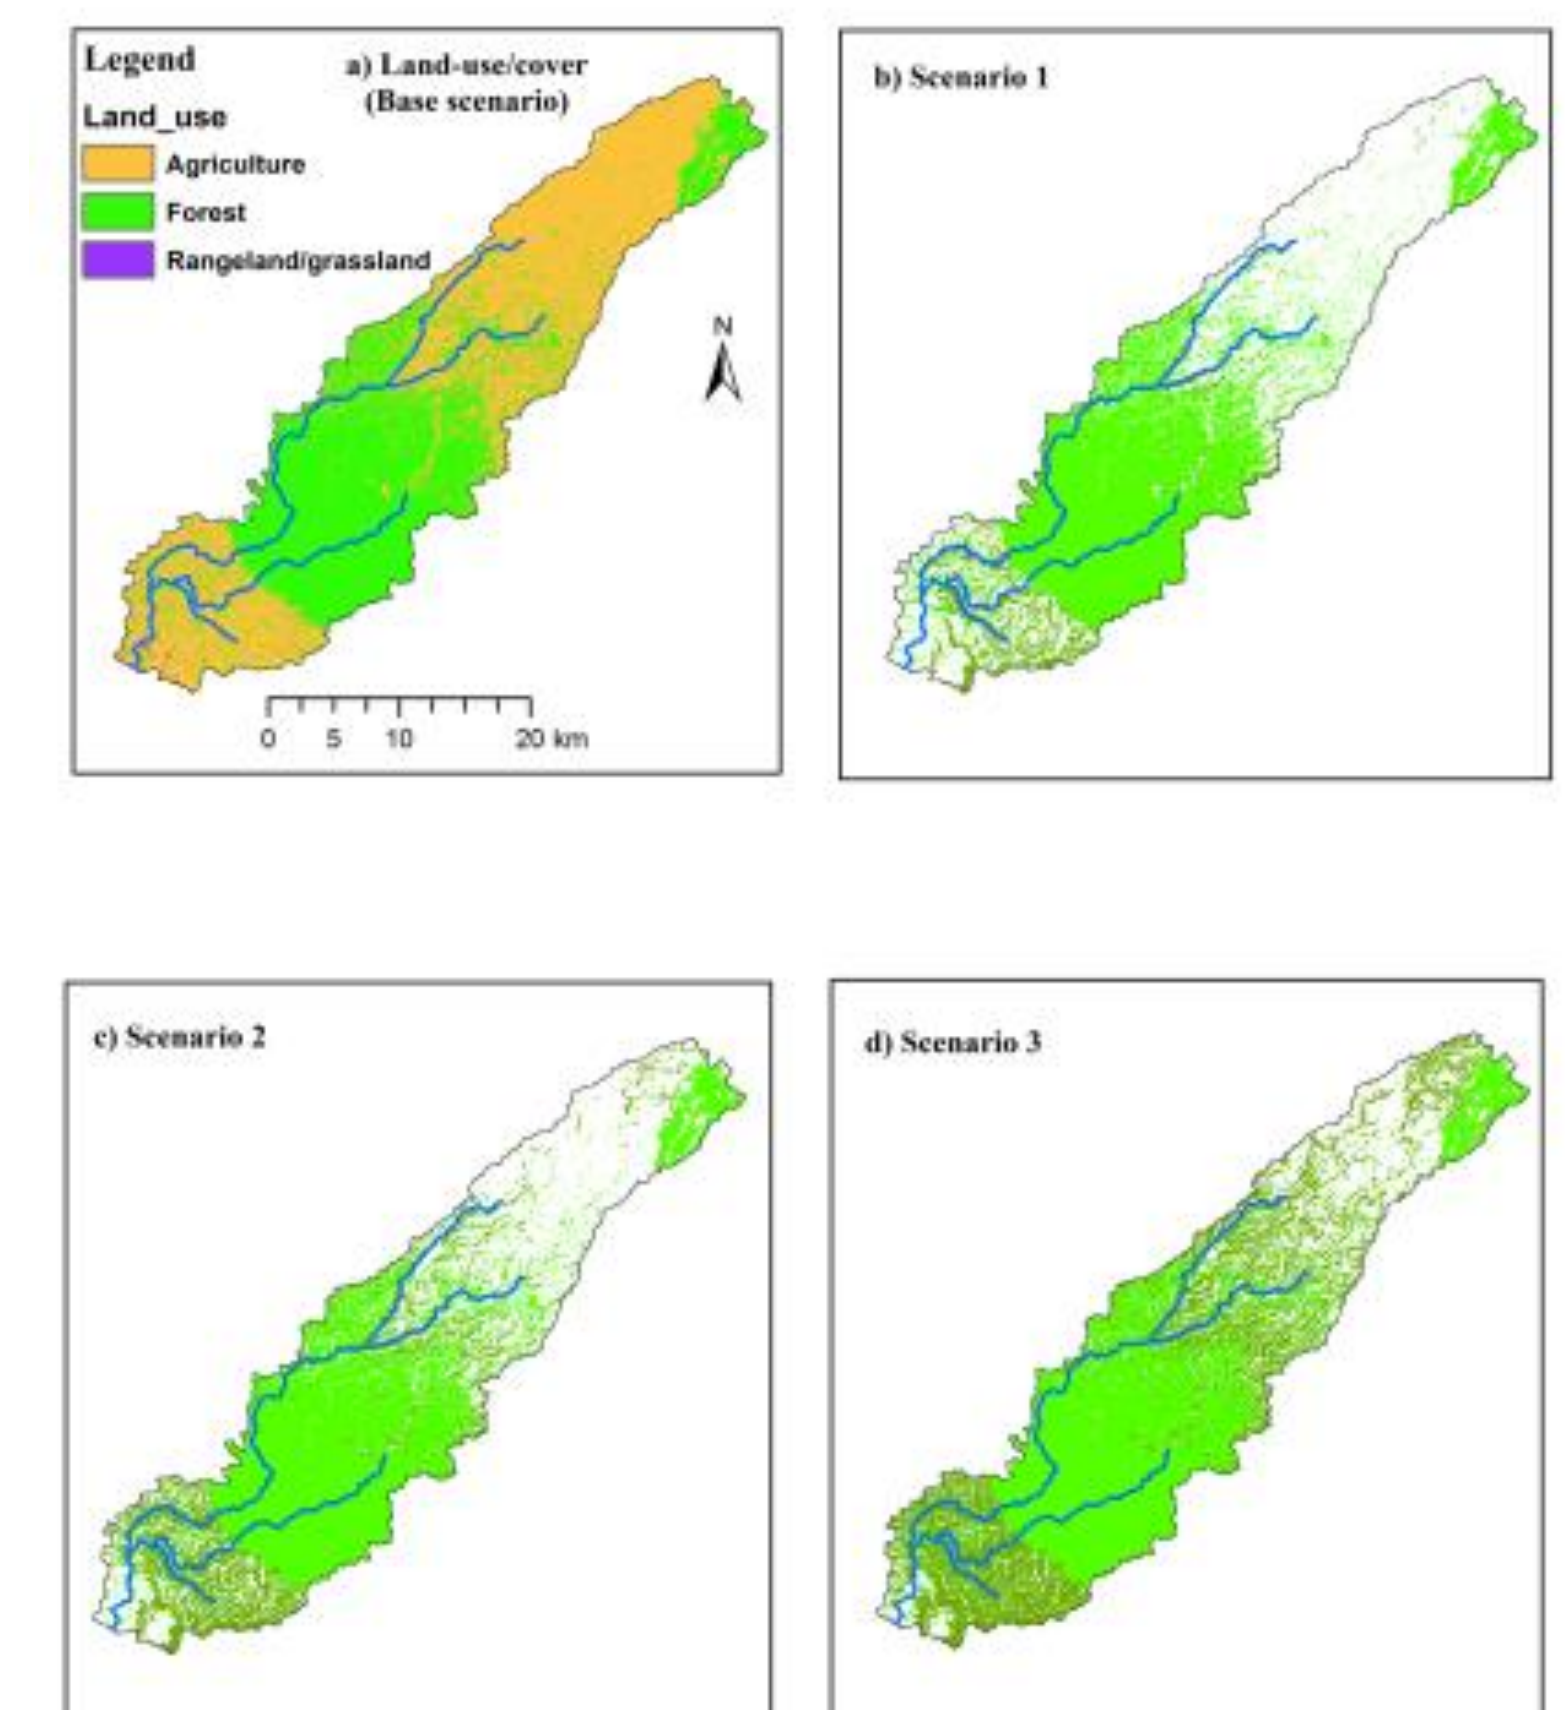 Legend
a) Land-use/cover
(Base scenario)
Land_use
Agriculture
Forest
Rangeland/grassland
N
0 5 10 20 km
b) Scenario 1
c) Scenario 2
d) Scenario 3